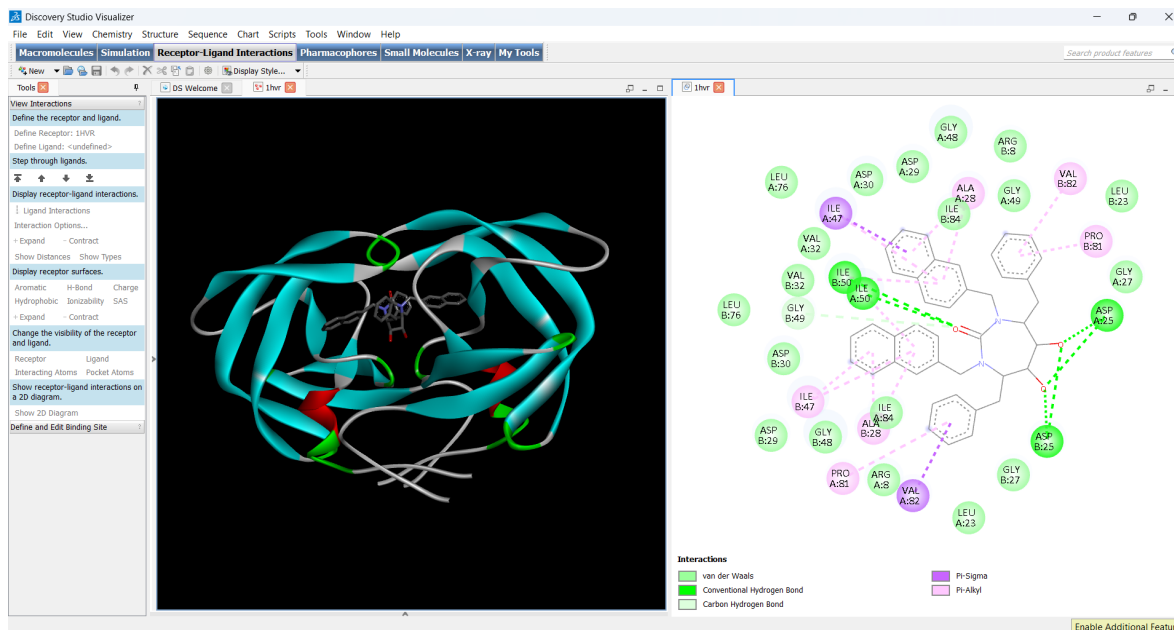 Discovery Studio Visualizer
File Edit View Chemistry Structure Sequence Chart Scripts Tools Window Help
Macromolecules Simulation Receptor-Ligand Interactions Pharmacophores Small Molecules X-ray My Tools
Search product features
New Display Style...
Tools DS Welcome 1hvr 1hvr
View Interactions
Define the receptor and ligand.
Define Receptor: 1HVR
Define Ligand: <undefined>
Step through ligands.
Display receptor-ligand interactions.
Ligand Interactions
Interaction Options...
+ Expand - Contract
Show Distances Show Types
Display receptor surfaces.
Aromatic H-Bond Charge
Hydrophobic Ionizability SAS
+ Expand - Contract
Change the visibility of the receptor
and ligand.
Receptor Ligand
Interacting Atoms Pocket Atoms
Show receptor-ligand interactions on
a 2D diagram.
Show 2D Diagram
Define and Edit Binding Site
GLY
A:48
ARG
B:8
ASP
A:29
LEU
A:76
ASP
A:30
VAL
B:82
ALA
A:28
GLY
A:49
LEU
B:23
ILE
A:47
ILE
B:84
VAL
A:32
PRO
B:81
ILE
B:50
ILE
A:50
VAL
B:32
GLY
A:27
LEU
B:76
GLY
B:49
ASP
A:25
N
O
N
O
O
ASP
B:30
ILE
B:47
ILE
A:84
ALA
B:28
ASP
B:29
GLY
B:48
ASP
B:25
PRO
A:81
ARG
A:8
GLY
B:27
VAL
A:82
LEU
A:23
Interactions
van der Waals
Conventional Hydrogen Bond
Carbon Hydrogen Bond
Pi-Sigma
Pi-Alkyl
Enable Additional Featur